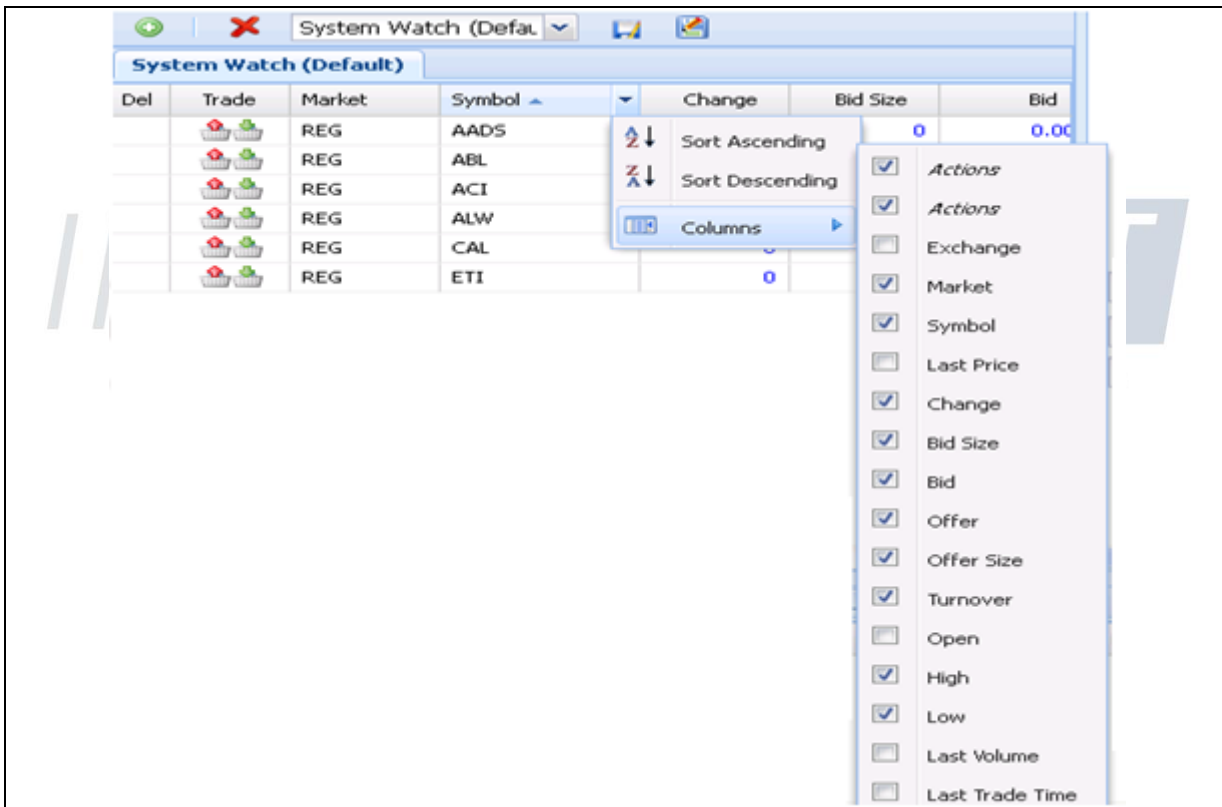 System Watch (Defau
System Watch (Default)
Del Trade Market Symbol Change Bid Size Bid
REG AADS 0 0.00
REG ABL
REG ACI
REG ALW
REG CAL 0
REG ETI 0
Sort Ascending
Sort Descending
Columns
Actions
Actions
Exchange
Market
Symbol
Last Price
Change
Bid Size
Bid
Offer
Offer Size
Turnover
Open
High
Low
Last Volume
Last Trade Time